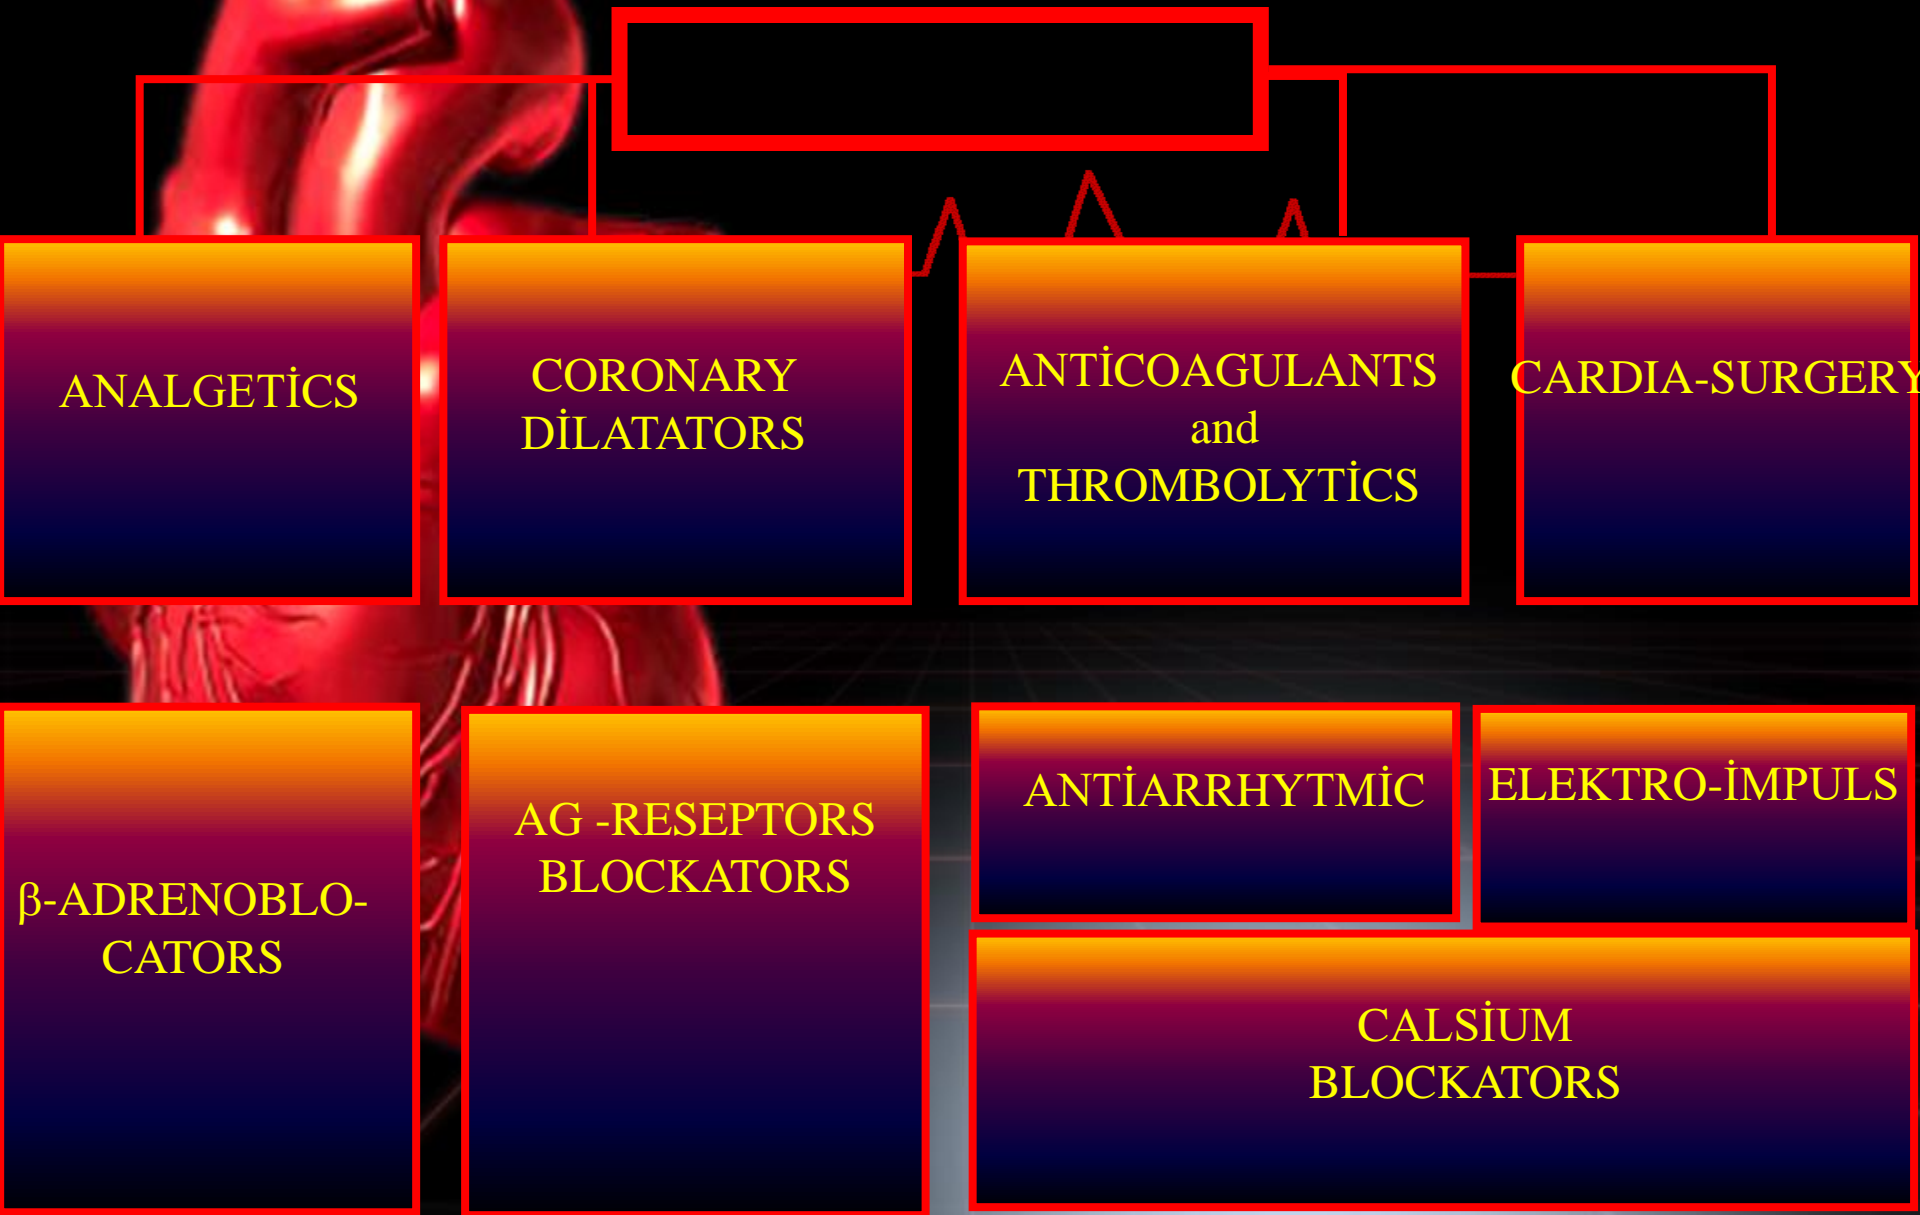 ANALGETİCS
CORONARY
DİLATATORS
ANTİCOAGULANTS
and
THROMBOLYTİCS
CARDIA-SURGERY
β-ADRENOBLO-
CATORS
AG -RESEPTORS
BLOCKATORS
ANTİARRHYTMİC
ELEKTRO-İMPULS
CALSİUM
BLOCKATORS